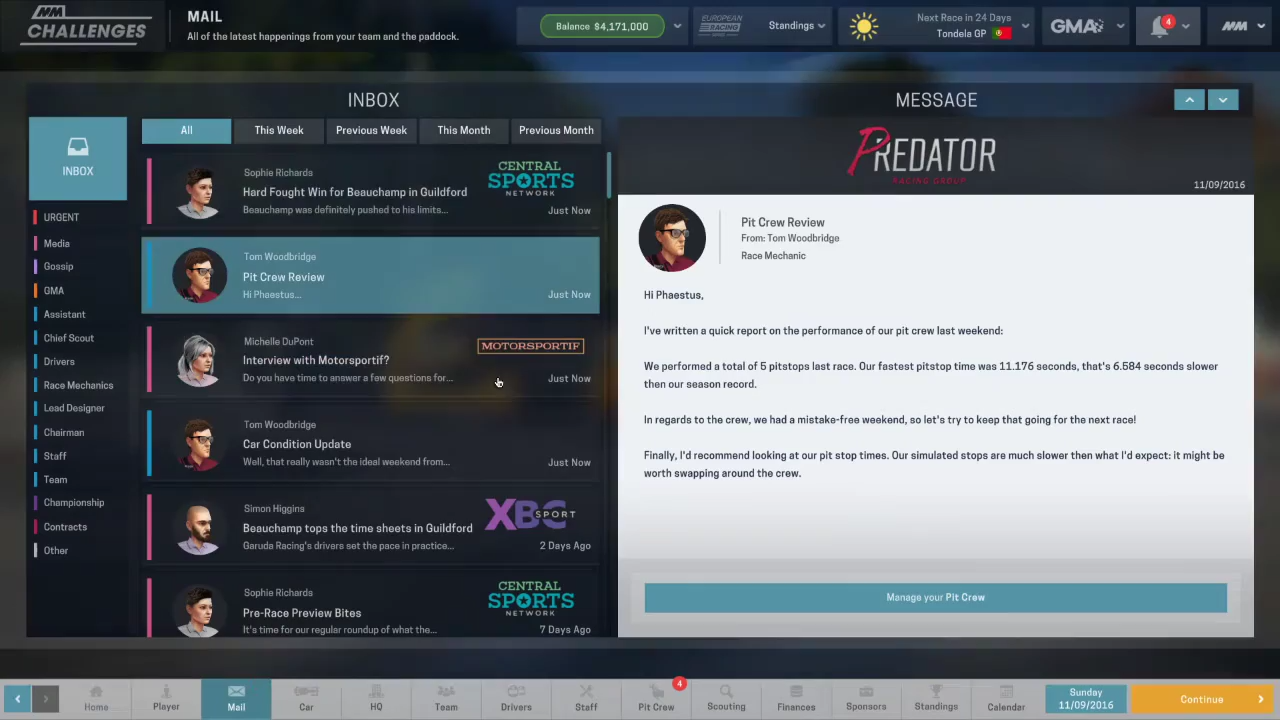 MM
CHALLENGES
MAIL
All of the latest happenings from your team and the paddock.
Balance $4,171,000
EUROPEAN
RACING
SERIES
Standings
Next Race in 24 Days
Tondela GP
GMA
4
MM
INBOX
MESSAGE
INBOX
URGENT
Media
Gossip
GMA
Assistant
Chief Scout
Drivers
Race Mechanics
Lead Designer
Chairman
Staff
Team
Championship
Contracts
Other
All
This Week
Previous Week
This Month
Previous Month
Sophie Richards
Hard Fought Win for Beauchamp in Guildford
Beauchamp was definitely pushed to his limits...
CENTRAL
SPORTS
NETWORK
Just Now
Tom Woodbridge
Pit Crew Review
Hi Phaestus...
Just Now
Michelle DuPont
Interview with Motorsportif?
Do you have time to answer a few questions for...
MOTORSPORTIF
Just Now
Tom Woodbridge
Car Condition Update
Well, that really wasn't the ideal weekend from...
Just Now
Simon Higgins
Beauchamp tops the time sheets in Guildford
Garuda Racing's drivers set the pace in practice...
XBC SPORT
2 Days Ago
Sophie Richards
Pre-Race Preview Bites
It's time for our regular roundup of what the...
CENTRAL
SPORTS
NETWORK
7 Days Ago
PREDATOR
RACING GROUP
11/09/2016
Pit Crew Review
From: Tom Woodbridge
Race Mechanic
Hi Phaestus,
I've written a quick report on the performance of our pit crew last weekend:
We performed a total of 5 pitstops last race. Our fastest pitstop time was 11.176 seconds, that's 6.584 seconds slower
then our season record.
In regards to the crew, we had a mistake-free weekend, so let's try to keep that going for the next race!
Finally, I'd recommend looking at our pit stop times. Our simulated stops are much slower then what I'd expect: it might be
worth swapping around the crew.
Manage your Pit Crew
Home
Player
Mail
Car
HQ
Team
Drivers
Staff
4
Pit Crew
Scouting
Finances
Sponsors
Standings
Calendar
Sunday
11/09/2016
Continue